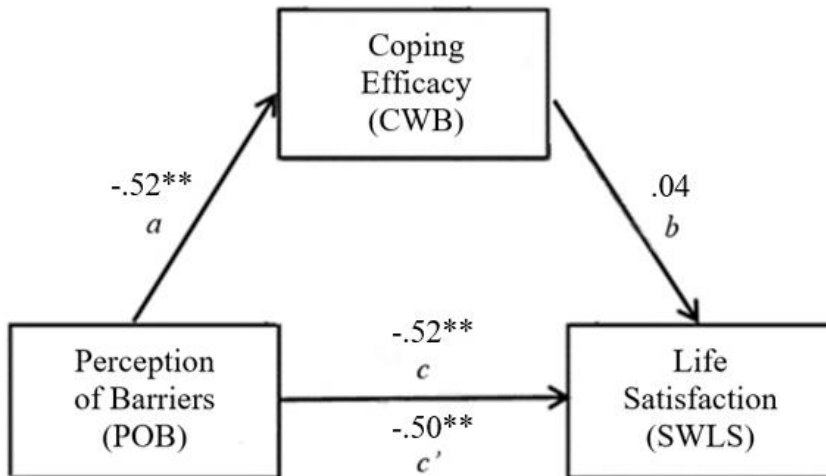 Coping
Efficacy
(CWB)
-.52**
a
.04
b
Perception
of Barriers
(POB)
-.52**
c
-.50**
c'
Life
Satisfaction
(SWLS)